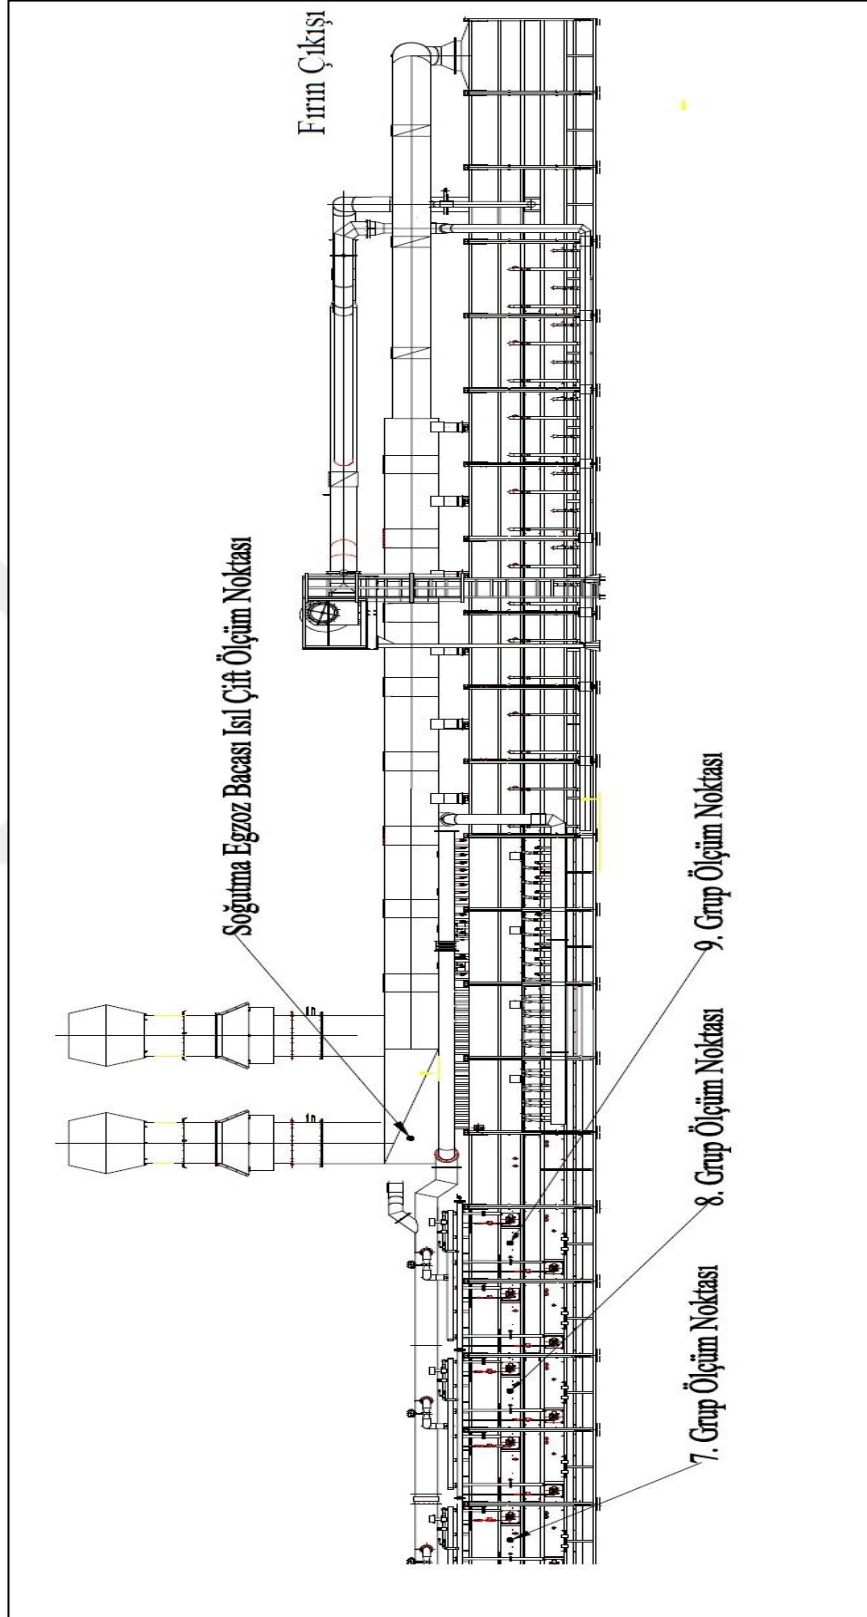 Fırın Çıkışı
Soğutma Egzoz Bacası Isıl Çift Ölçüm Noktası
9. Grup Ölçüm Noktası
8. Grup Ölçüm Noktası
7. Grup Ölçüm Noktası